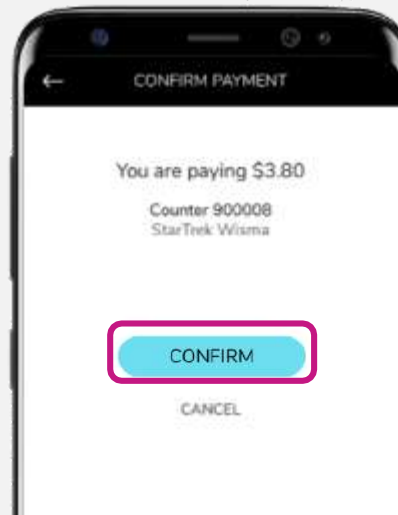 CONFIRM PAYMENT
You are paying $3.80
Counter 900008
StarTrek Wisma
CONFIRM
CANCEL